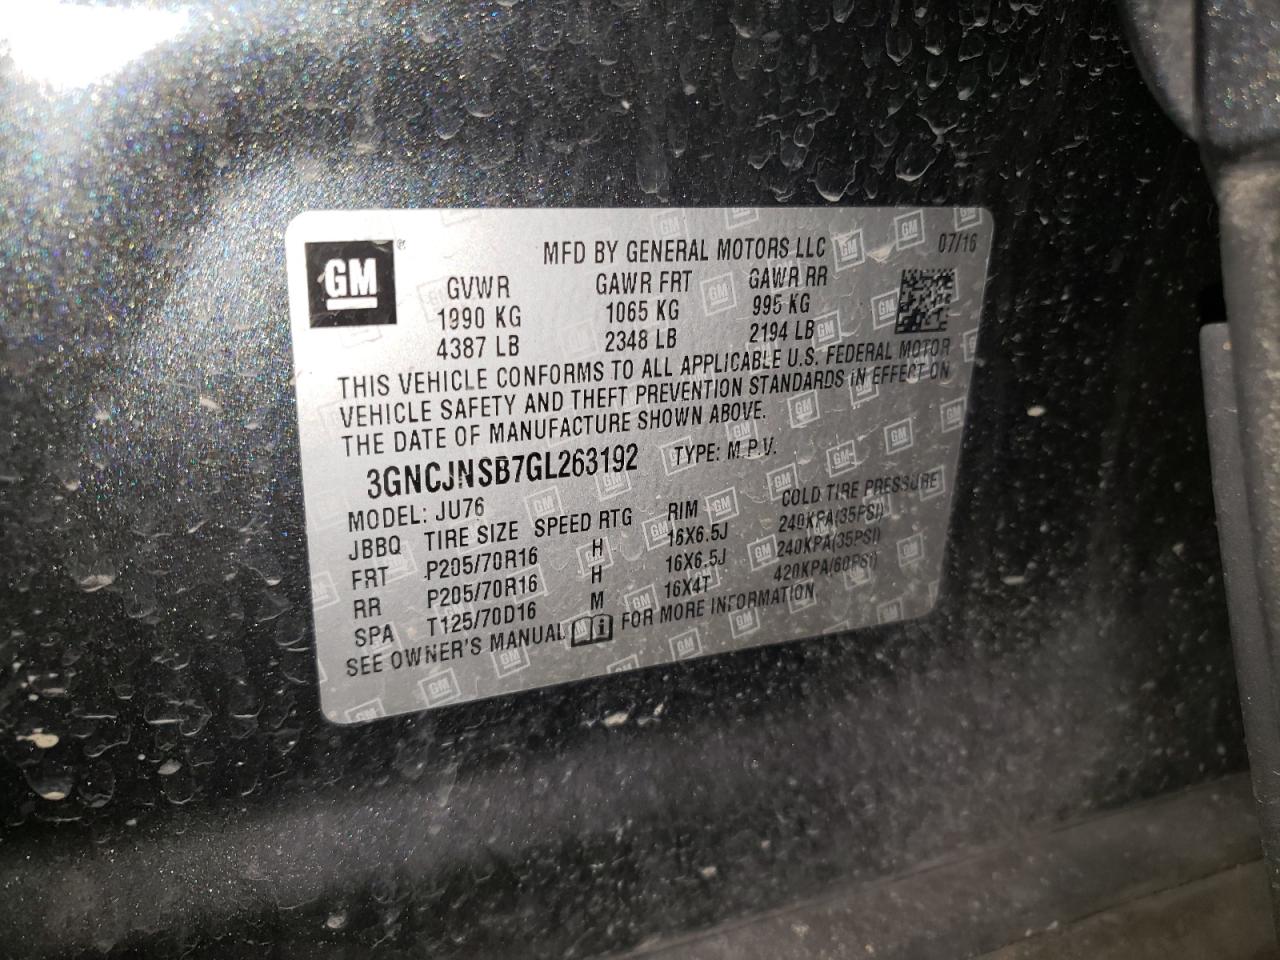 GM ®
MFD BY GENERAL MOTORS LLC 07/16
GVWR GAWR FRT GAWR RR
1990 KG 1065 KG 995 KG
4387 LB 2348 LB 2194 LB
THIS VEHICLE CONFORMS TO ALL APPLICABLE U.S. FEDERAL MOTOR
VEHICLE SAFETY AND THEFT PREVENTION STANDARDS IN EFFECT ON
THE DATE OF MANUFACTURE SHOWN ABOVE.
3GNCJNSB7GL263192 TYPE: M.P.V.
MODEL: JU76
JBBQ TIRE SIZE SPEED RTG RIM COLD TIRE PRESSURE
FRT P205/70R16 H 16X6.5J 240KPA(35PSI)
RR P205/70R16 H 16X6.5J 240KPA(35PSI)
SPA T125/70D16 M 16X4T 420KPA(60PSI)
SEE OWNER'S MANUAL FOR MORE INFORMATION